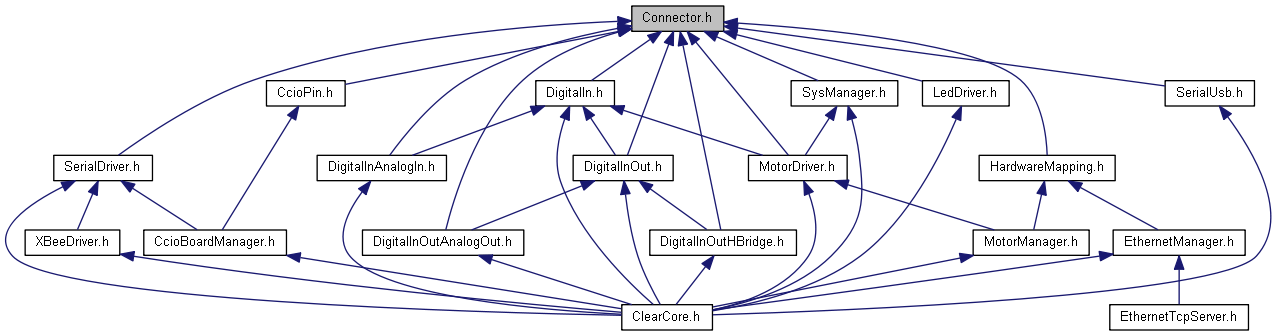 Connector.h
CcioPin.h
DigitalIn.h
SysManager.h
LedDriver.h
SerialUsb.h
SerialDriver.h
DigitalInAnalogIn.h
DigitalInOut.h
MotorDriver.h
HardwareMapping.h
XBeeDriver.h
CcioBoardManager.h
DigitalInOutAnalogOut.h
DigitalInOutHBridge.h
MotorManager.h
EthernetManager.h
ClearCore.h
EthernetTcpServer.h